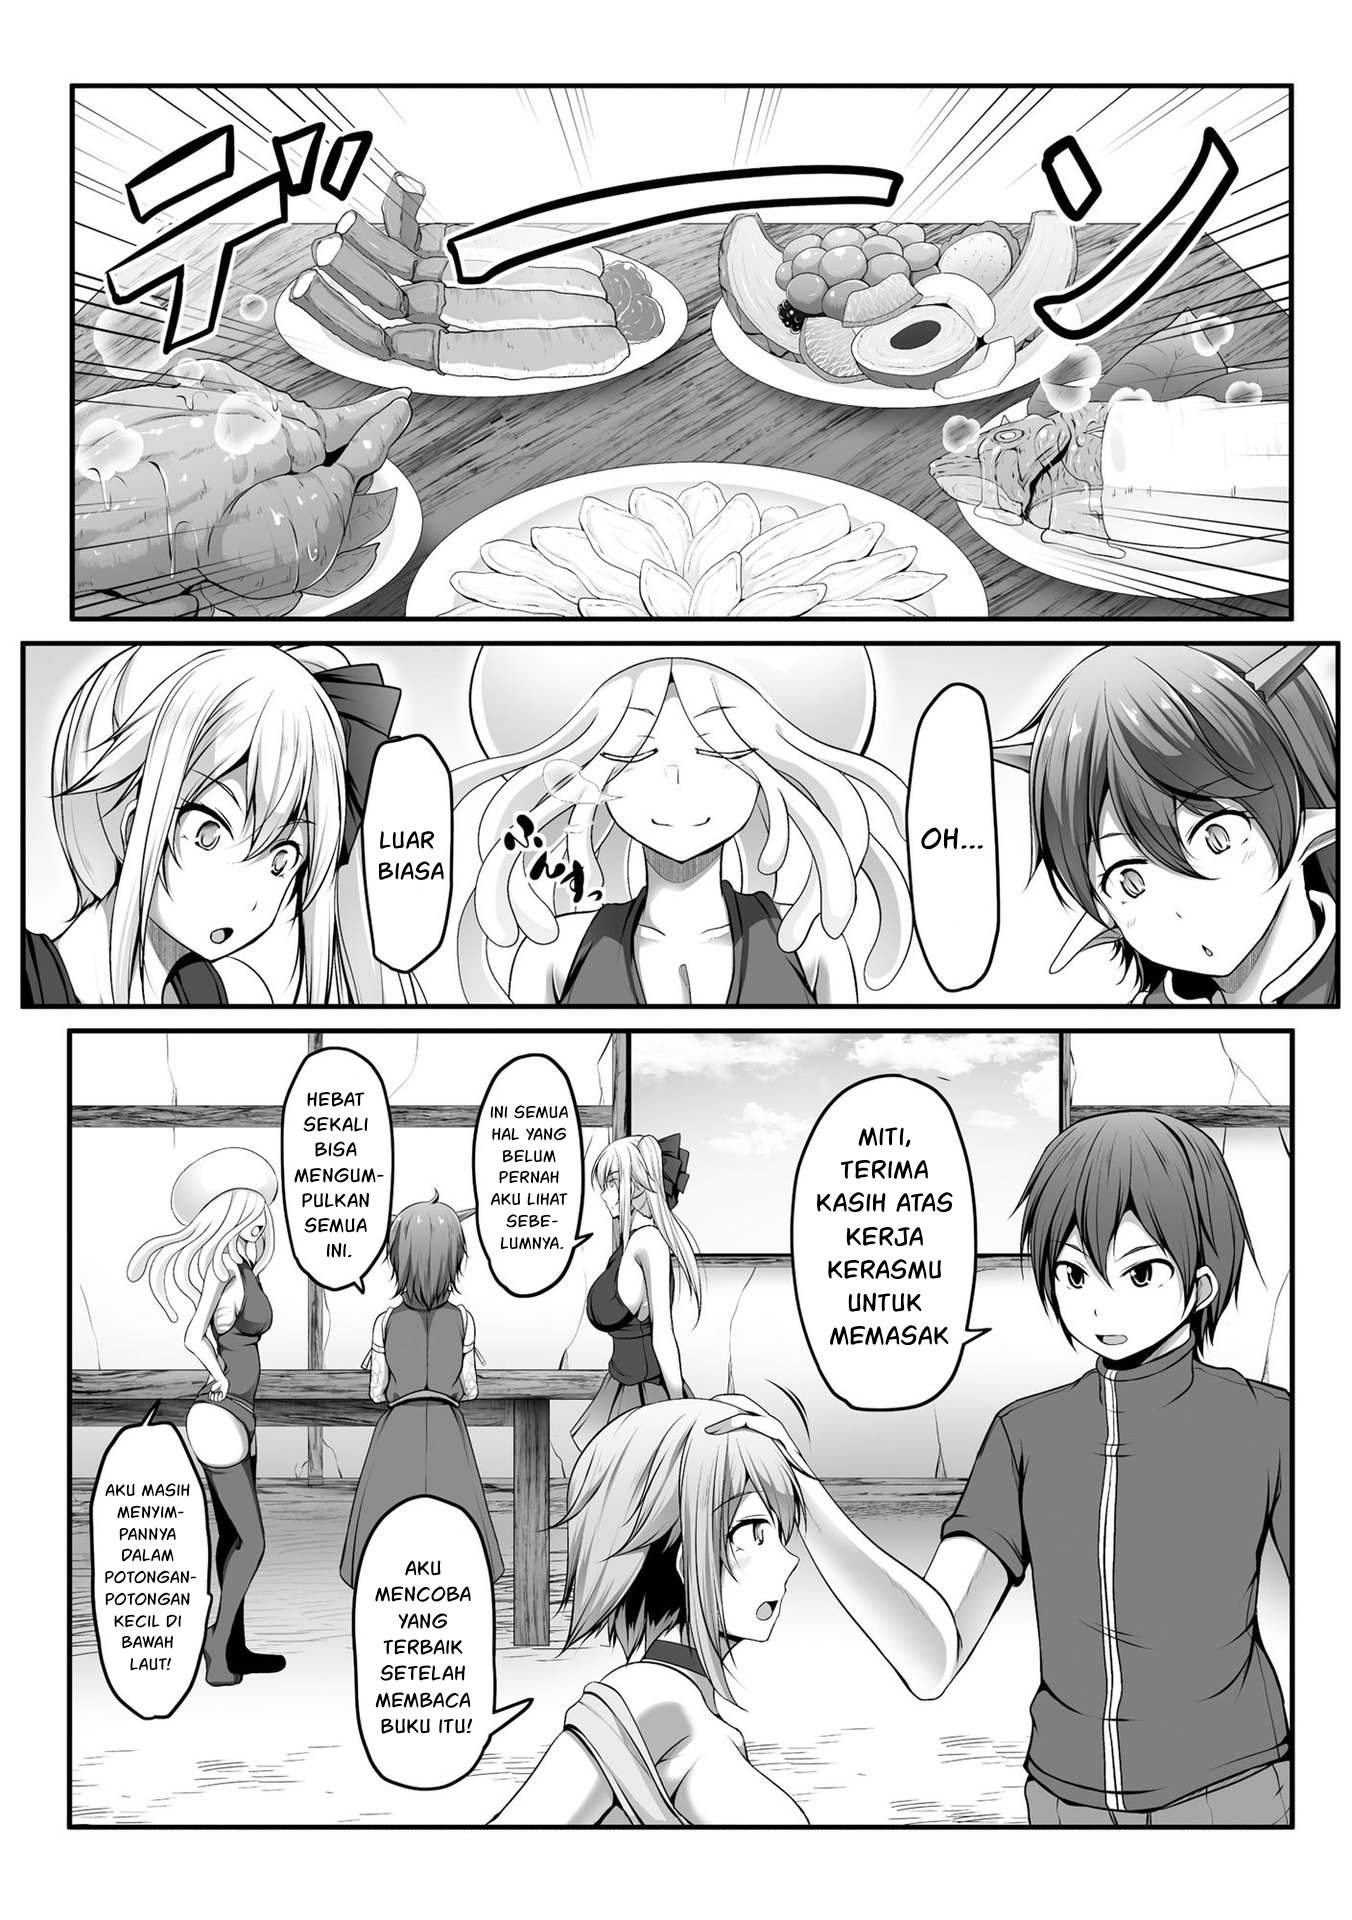 デーン
OH...
ふんすっ
LUAR
BIASA
MITI,
TERIMA
KASIH ATAS
KERJA
KERASMU
UNTUK
MEMASAK
INI SEMUA
HAL YANG
BELUM
PERNAH
AKU LIHAT
SEBE-
LUMNYA.
HEBAT
SEKALI
BISA
MENGUM-
PULKAN
SEMUA
INI.
AKU MASIH
MENYIM-
PANNYA
DALAM
POTONGAN-
POTONGAN
KECIL DI
BAWAH
LAUT!
AKU
MENCOBA
YANG
TERBAIK
SETELAH
MEMBACA
BUKU ITU!